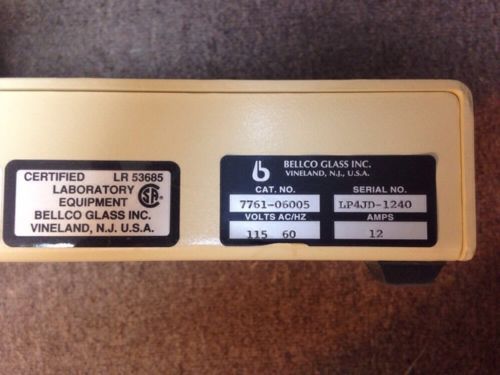 CERTIFIED LR 53685
LABORATORY
EQUIPMENT
BELLCO GLASS INC.
VINELAND, N.J. U.S.A.
SA
b
BELLCO GLASS INC.
VINELAND, N.J., U.S.A.
CAT. NO. SERIAL NO.
7761-06005 LP4JD-1240
VOLTS AC/HZ AMPS
115 60 12